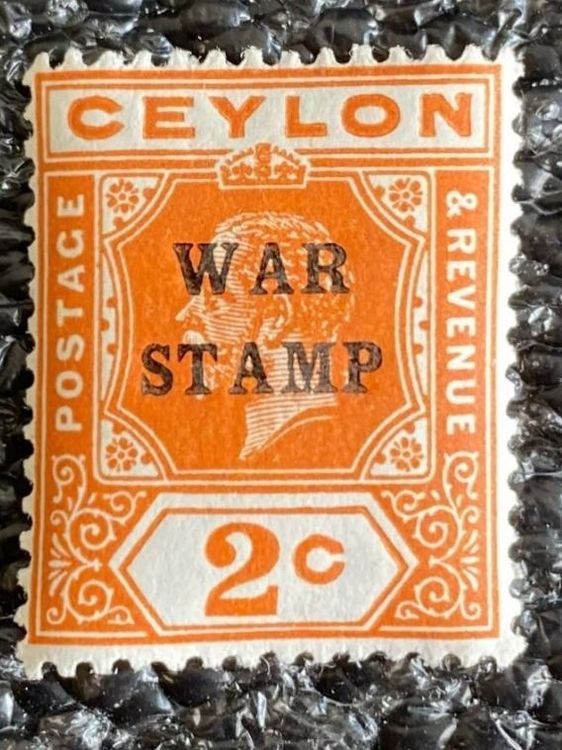 CEYLON
POSTAGE
& REVENUE
WAR
STAMP
2c